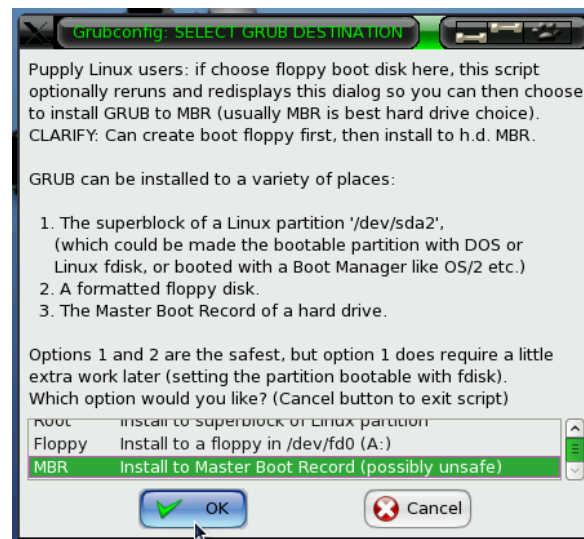 Grubconfig: SELECT GRUB DESTINATION
Pupply Linux users: if choose floppy boot disk here, this script
optionally reruns and redisplays this dialog so you can then choose
to install GRUB to MBR (usually MBR is best hard drive choice).
CLARIFY: Can create boot floppy first, then install to h.d. MBR.
GRUB can be installed to a variety of places:
1. The superblock of a Linux partition '/dev/sda2',
(which could be made the bootable partition with DOS or
Linux fdisk, or booted with a Boot Manager like OS/2 etc.)
2. A formatted floppy disk.
3. The Master Boot Record of a hard drive.
Options 1 and 2 are the safest, but option 1 does require a little
extra work later (setting the partition bootable with fdisk).
Which option would you like? (Cancel button to exit script)
Root Install to superblock of Linux partition
Floppy Install to a floppy in /dev/fd0 (A:)
MBR Install to Master Boot Record (possibly unsafe)
OK Cancel